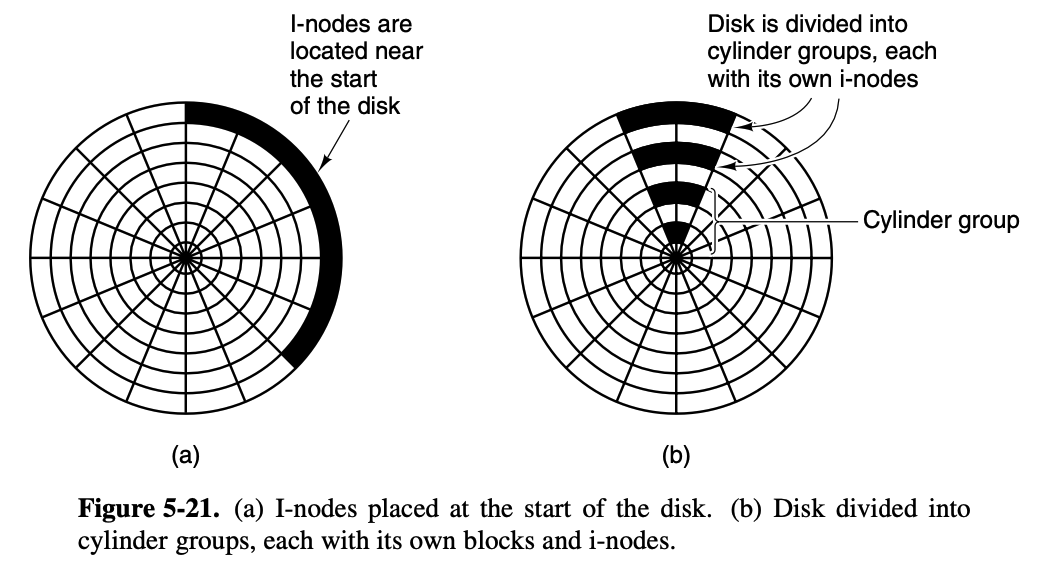 I-nodes are
located near
the start
of the disk
Disk is divided into
cylinder groups, each
with its own i-nodes
Cylinder group
(a)
(b)
Figure 5-21. (a) I-nodes placed at the start of the disk. (b) Disk divided into
cylinder groups, each with its own blocks and i-nodes.